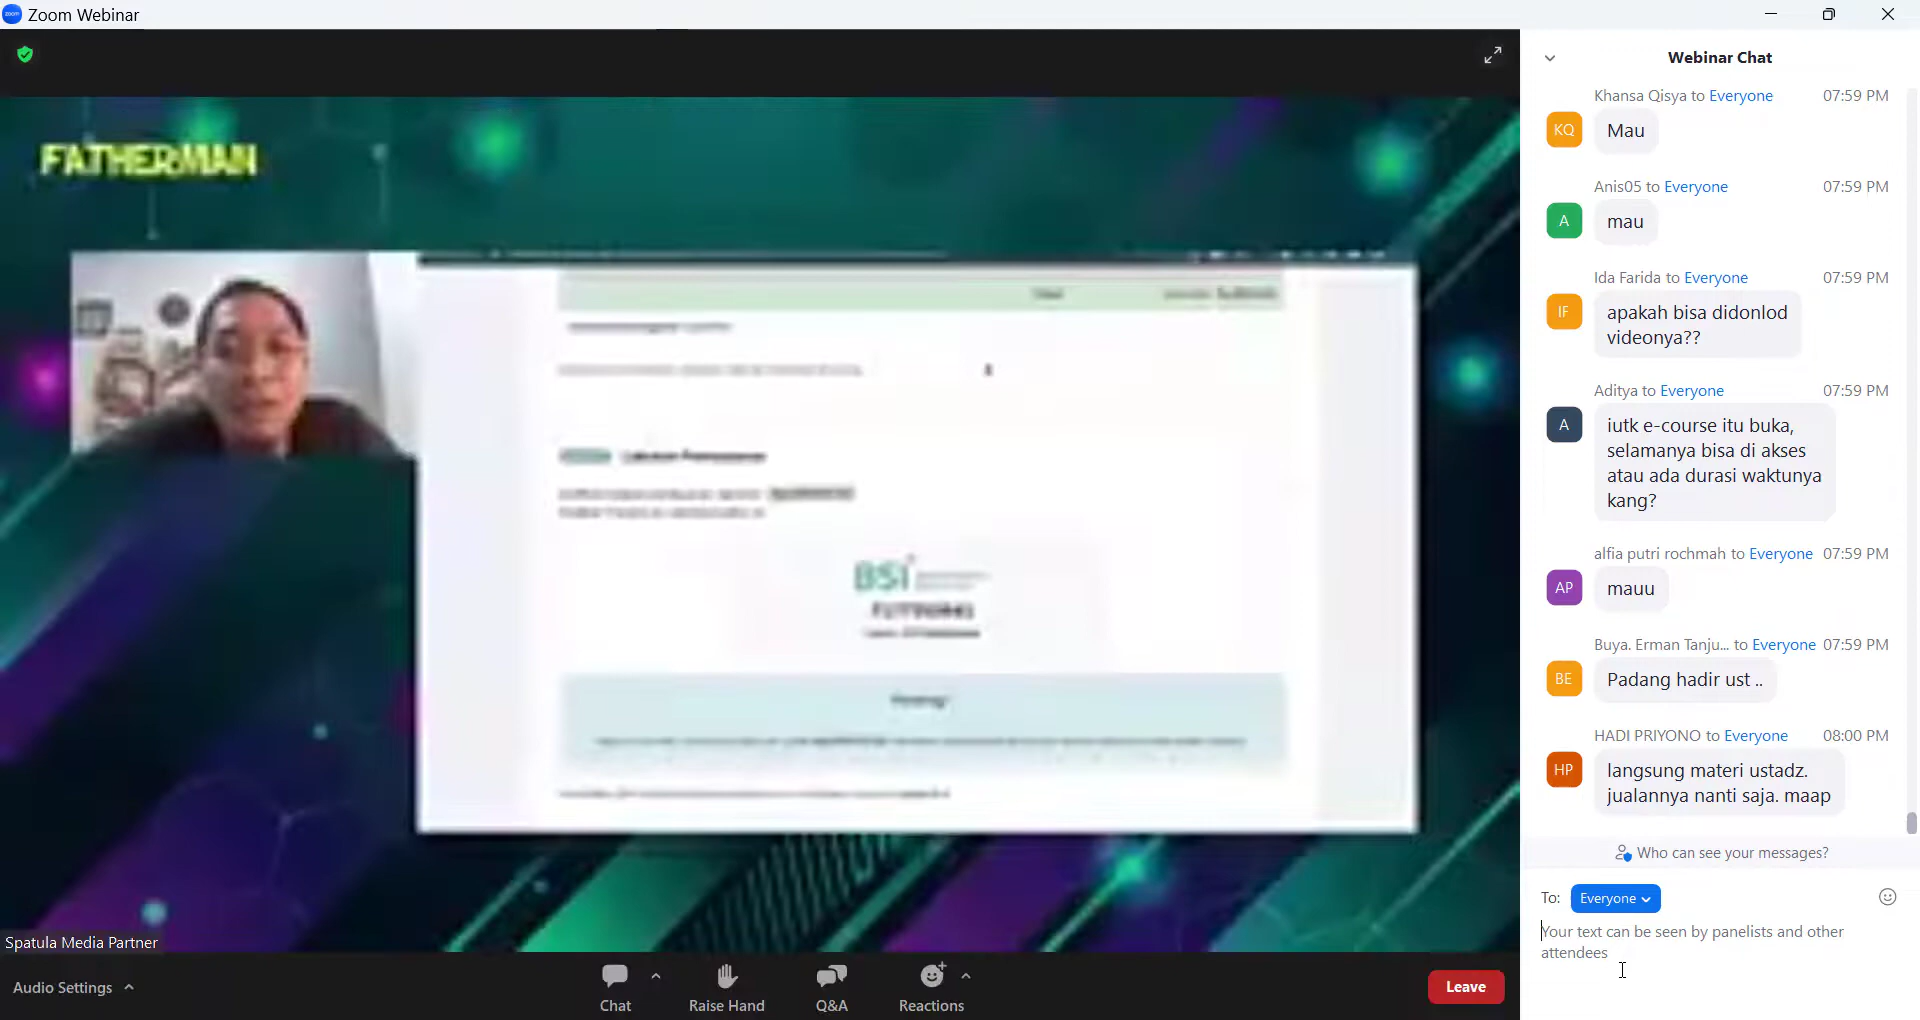 Zoom Webinar
FATHERMAN
Lakukan Pembayaran
BSI
Spatula Media Partner
Audio Settings
Chat
Raise Hand
Q&A
Reactions
Leave
Webinar Chat
Khansa Qisya to Everyone 07:59 PM
KQ
Mau
Anis05 to Everyone 07:59 PM
A
mau
Ida Farida to Everyone 07:59 PM
IF
apakah bisa didonlod
videonya??
Aditya to Everyone 07:59 PM
A
iutk e-course itu buka,
selamanya bisa di akses
atau ada durasi waktunya
kang?
alfia putri rochmah to Everyone 07:59 PM
AP
mauu
Buya. Erman Tanju... to Everyone 07:59 PM
BE
Padang hadir ust ..
HADI PRIYONO to Everyone 08:00 PM
HP
langsung materi ustadz.
jualannya nanti saja. maap
Who can see your messages?
To: Everyone
Your text can be seen by panelists and other
attendees